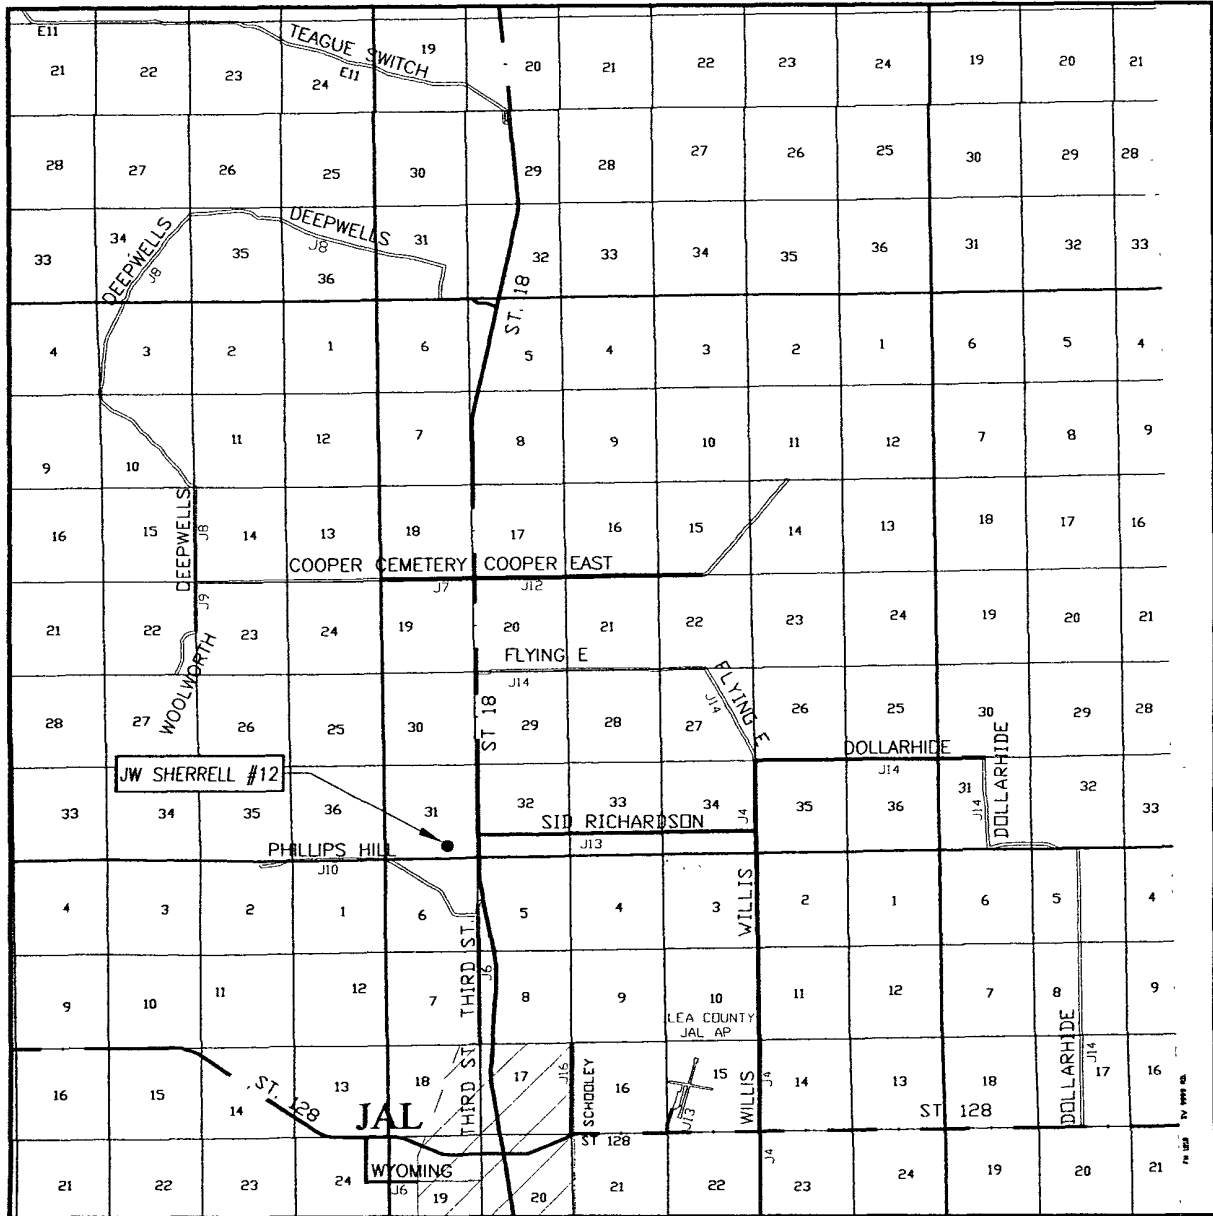 E11
TEAGUE SWITCH
E11
21 22 23 24 19 20 21 22 23 24 19 20 21
28 27 26 25 30 29 28 27 26 25 30 29 28
DEEPWELLS
J8
DEEPWELLS
J8
33 34 35 36 31 32 33 34 35 36 31 32 33
ST. 18
4 3 2 1 6 5 4 3 2 1 6 5 4
9 10 11 12 7 8 9 10 11 12 7 8 9
DEEPWELLS
J8
16 15 14 13 18 17 16 15 14 13 18 17 16
COOPER CEMETERY
COOPER EAST
J9
J7
J12
21 22 23 24 19 20 21 22 23 24 19 20 21
WOOLWORTH
FLYING E
J14
FLYING E
J14
28 27 26 25 30 29 28 27 26 25 30 29 28
ST 18
DOLLARHIDE
J14
DOLLARHIDE
J14
JW SHERRELL #12
33 34 35 36 31 32 33 34 35 36 31 32 33
SID RICHARDSON
J13
J4
PHILLIPS HILL
J10
4 3 2 1 6 5 4 3 2 1 6 5 4
WILLIS
THIRD ST.
J6
9 10 11 12 7 8 9 10 11 12 7 8 9
LEA COUNTY
JAL AP
THIRD ST.
J16
SCHOOLEY
J13
WILLIS
J4
DOLLARHIDE
J14
16 15 14 13 18 17 16 15 14 13 18 17 16
ST. 128
JAL
ST 128
ST 128
WYOMING
J6
J4
21 22 23 24 19 20 21 22 23 24 19 20 21